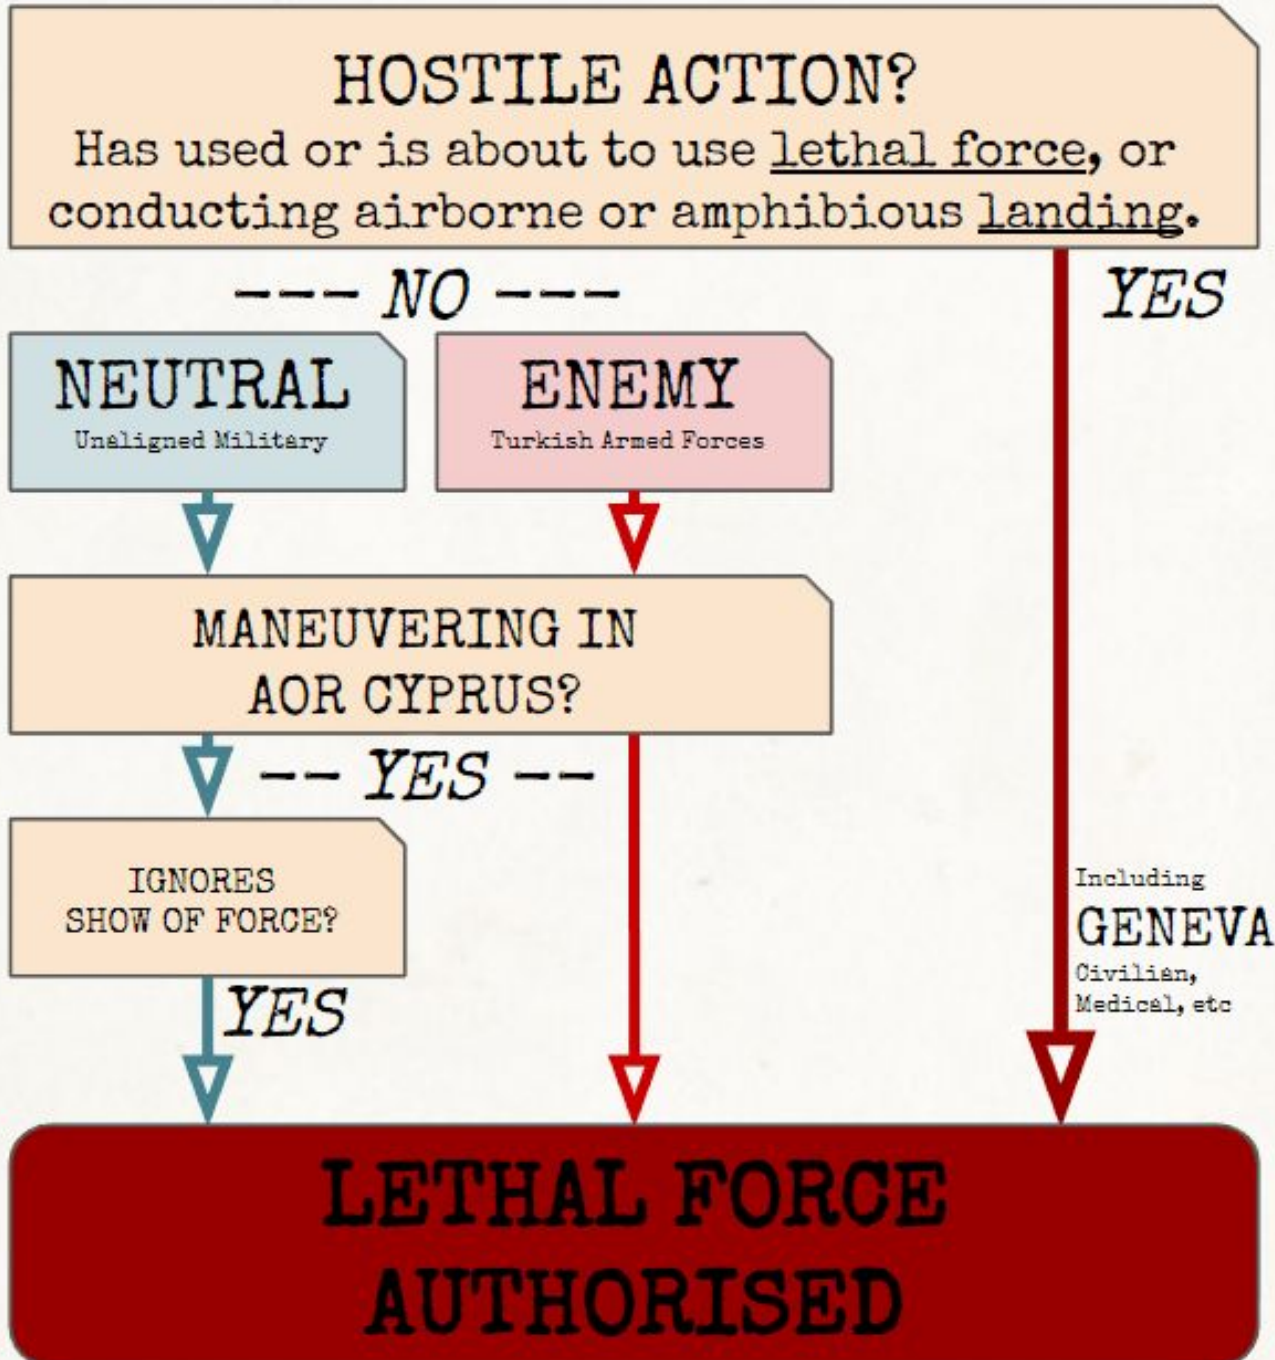 HOSTILE ACTION?
Has used or is about to use lethal force, or
conducting airborne or amphibious landing.
--- NO ---
YES
NEUTRAL
Unaligned Military
ENEMY
Turkish Armed Forces
MANEUVERING IN
AOR CYPRUS?
-- YES --
IGNORES
SHOW OF FORCE?
YES
Including
GENEVA
Civilian,
Medical, etc
LETHAL FORCE
AUTHORISED